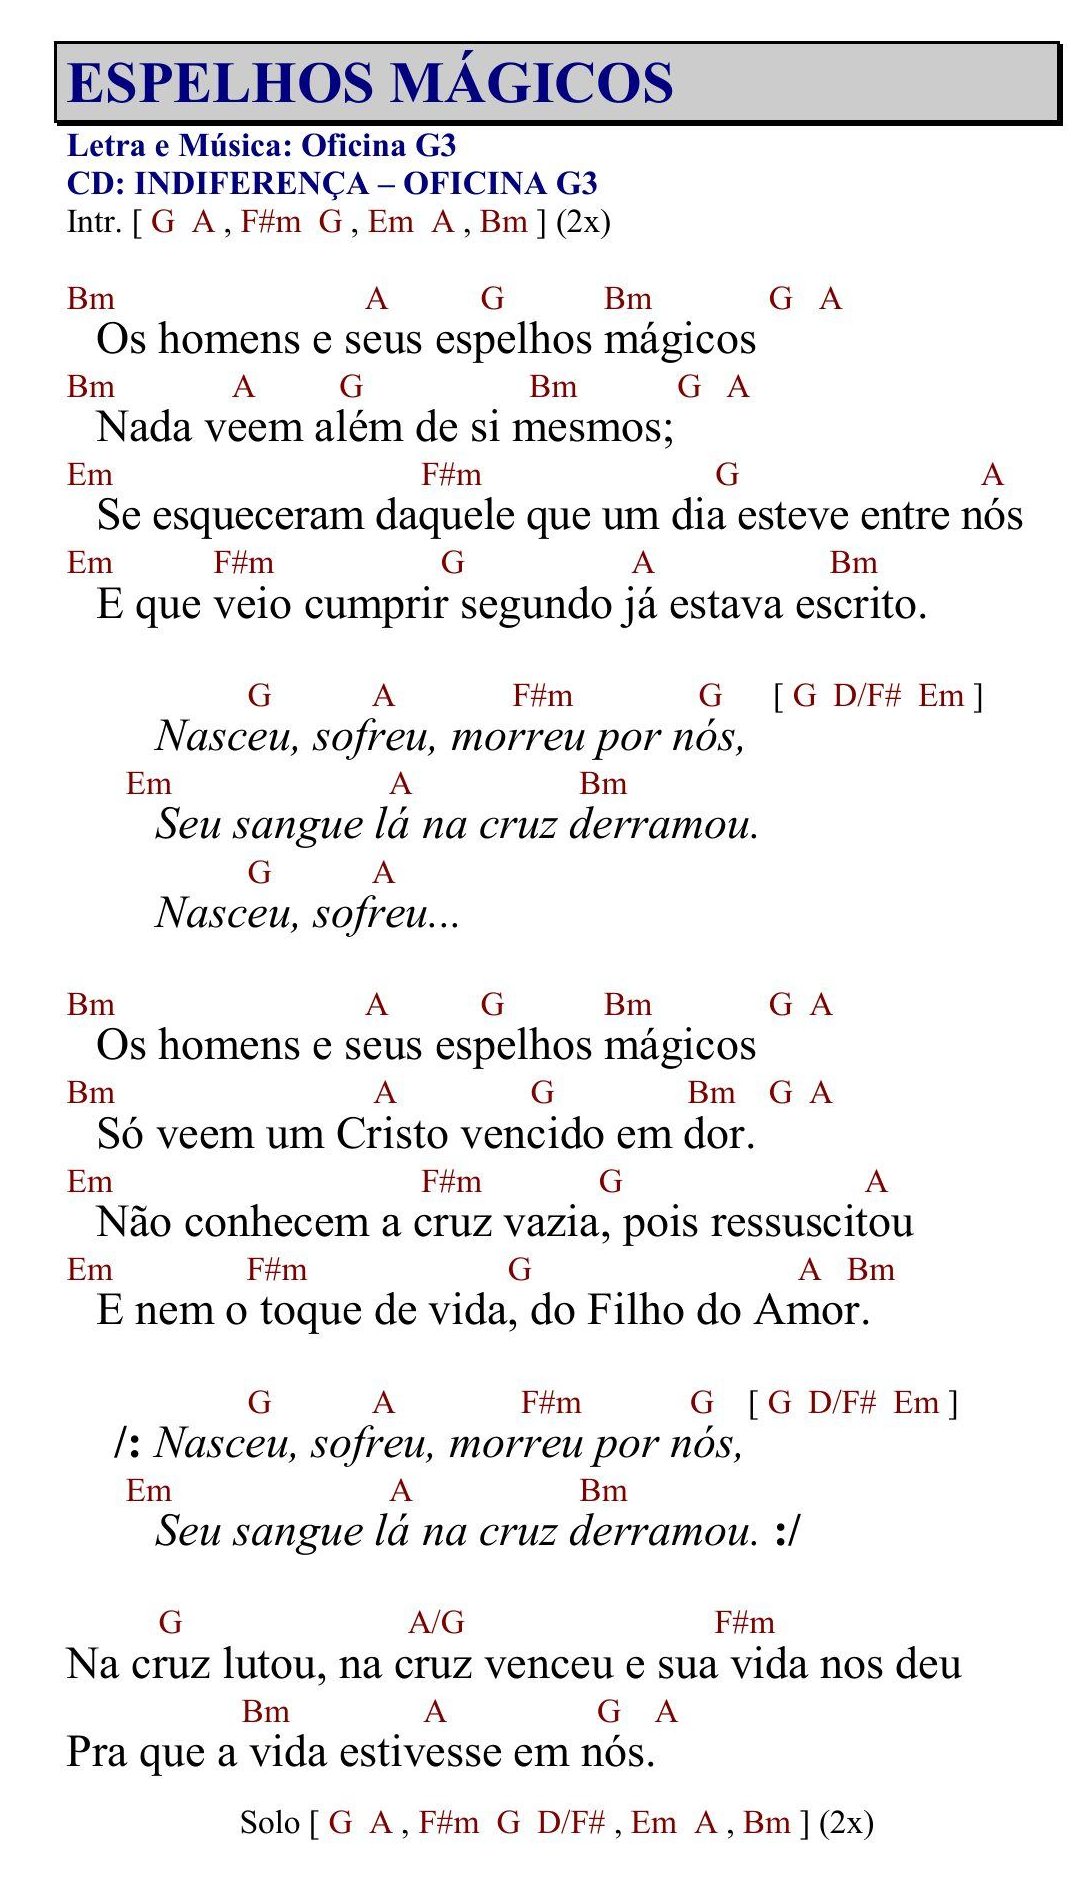 ESPELHOS MÁGICOS
Letra e Música: Oficina G3
CD: INDIFERENÇA – OFICINA G3
Intr. [ G  A , F#m  G , Em  A , Bm ] (2x)
Bm A G Bm G A
Os homens e seus espelhos mágicos
Bm A G Bm G A
Nada veem além de si mesmos;
Em F#m G A
Se esqueceram daquele que um dia esteve entre nós
Em F#m G A Bm
E que veio cumprir segundo já estava escrito.
G A F#m G [ G D/F# Em ]
Nasceu, sofreu, morreu por nós,
Em A Bm
Seu sangue lá na cruz derramou.
G A
Nasceu, sofreu...
Bm A G Bm G A
Os homens e seus espelhos mágicos
Bm A G Bm G A
Só veem um Cristo vencido em dor.
Em F#m G A
Não conhecem a cruz vazia, pois ressuscitou
Em F#m G A Bm
E nem o toque de vida, do Filho do Amor.
G A F#m G [ G D/F# Em ]
/: Nasceu, sofreu, morreu por nós,
Em A Bm
Seu sangue lá na cruz derramou. :/
G A/G F#m
Na cruz lutou, na cruz venceu e sua vida nos deu
Bm A G A
Pra que a vida estivesse em nós.
Solo [ G  A , F#m  G  D/F# , Em  A , Bm ] (2x)